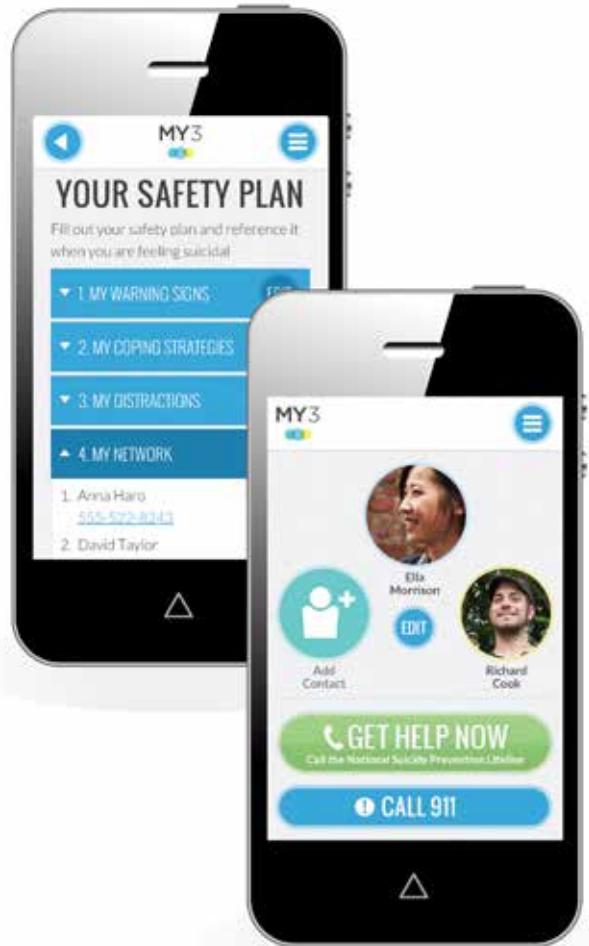 MY3
YOUR SAFETY PLAN
Fill out your safety plan and reference it
when you are feeling suicidal
1. MY WARNING SIGNS
2. MY COPING STRATEGIES
3. MY DISTRACTIONS
4. MY NETWORK
1. Anna Haro
555-522-8243
2. David Taylor
MY3
Ella
Morrison
EDIT
Add
Contact
Richard
Cook
GET HELP NOW
Call the National Suicide Prevention Lifeline
CALL 911